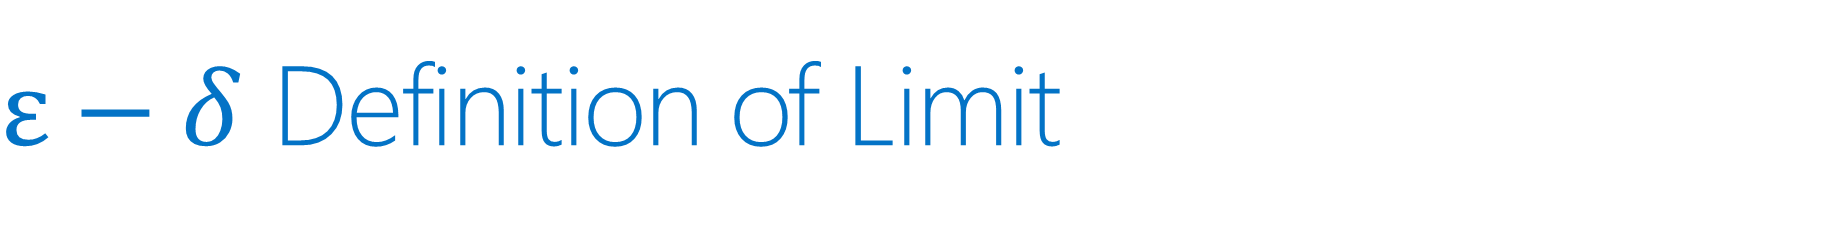 ε − δ Definition of Limit